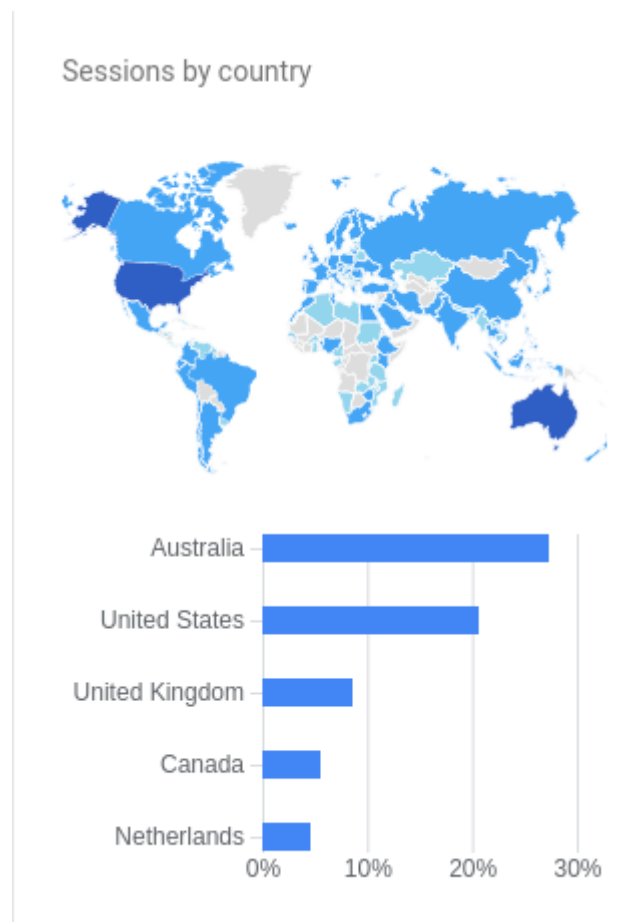 Sessions by country
Australia
United States
United Kingdom
Canada
Netherlands
0% 10% 20% 30%